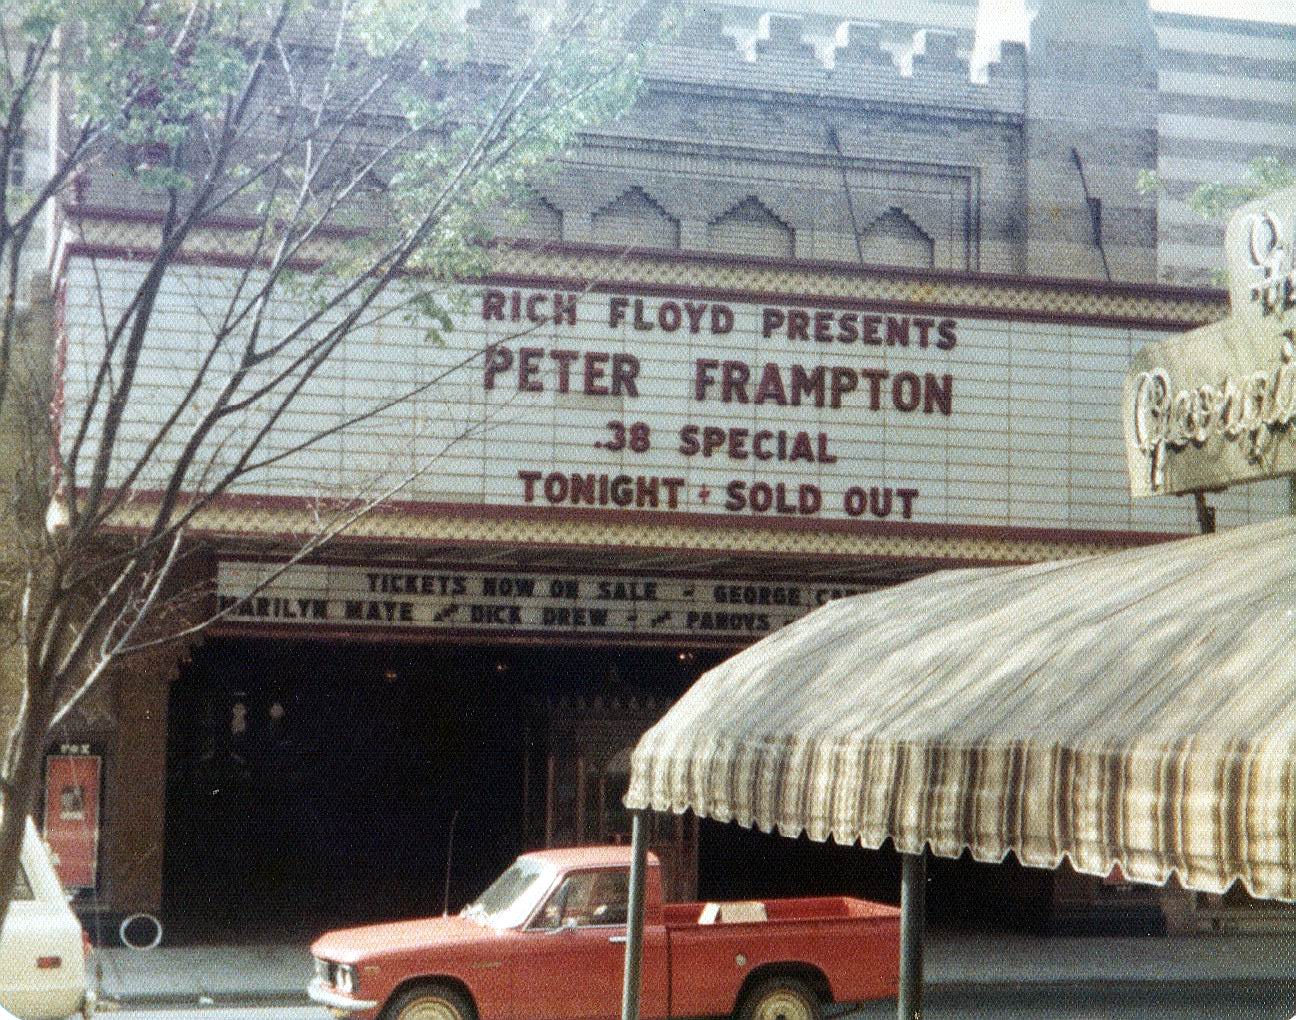 RICH FLOYD PRESENTS
PETER FRAMPTON
.38 SPECIAL
TONIGHT + SOLD OUT
TICKETS NOW ON SALE - GEORGE
MARILYN MAYE DICK DREW - PANOVS
FOX